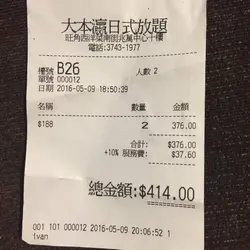 大本瀛日式放題
旺角西洋菜南街兆萬中心十樓
電話:3743-1977
檯號 B26 人數 2
單號 000012
日期 2016-05-09 18:50:39
名稱 數量 金額
$188 2 376.00
合計: $376.00
+10% 服務費: $37.60
總金額:$414.00
001 101 000012 2016-05-09 20:06:52 1
ivan